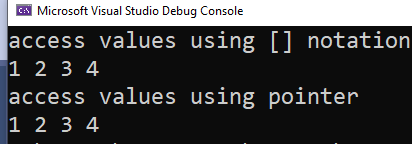 Microsoft Visual Studio Debug Console
access values using [] notation
1 2 3 4
access values using pointer
1 2 3 4